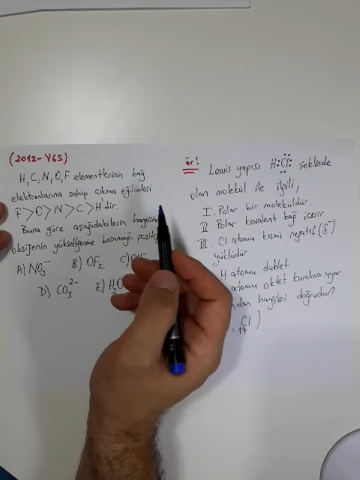 (2012-YGS)
H, C, N, O, F elementlerinin bağ
elektronlarına sahip çıkma eğilimleri
F > O > N > C > H'dir.
Buna göre aşağıdakilerin hangisinde
oksijenin yükseltgenme basamağı pozitif
A) NO₃⁻ B) OF₂ C)
D) CO₃²⁻ E)
Ör! Lewis yapısı H:Cl: şeklinde
olan molekül ile ilgili,
I. Polar bir moleküldür.
II. Polar kovalent bağ içerir.
III. Cl atomu kısmi negatif (δ⁻)
yüklüdür.
H atomu dublet
atomu oktet kuralına uyar
hangileri doğrudur?
₁₇Cl)